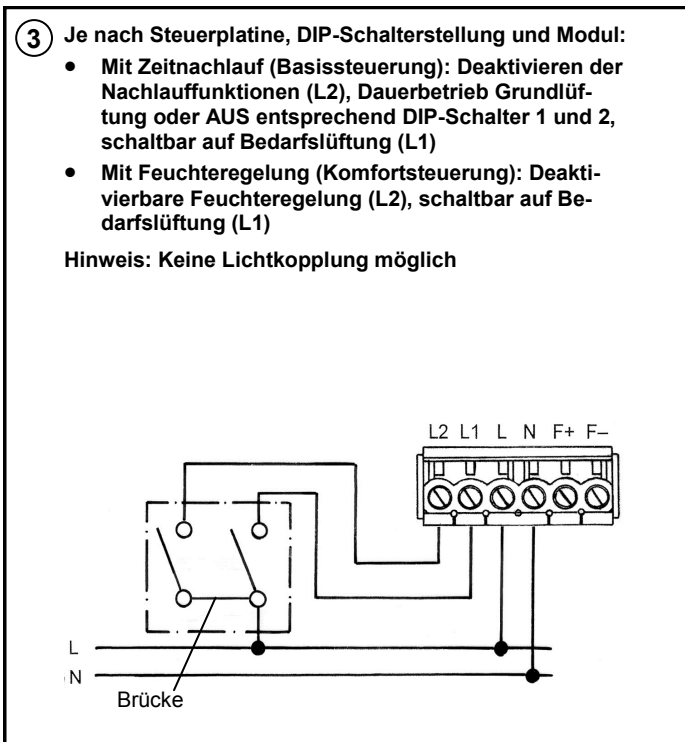 3 Je nach Steuerplatine, DIP-Schalterstellung und Modul:
• Mit Zeitnachlauf (Basissteuerung): Deaktivieren der
Nachlauffunktionen (L2), Dauerbetrieb Grundlüf-
tung oder AUS entsprechend DIP-Schalter 1 und 2,
schaltbar auf Bedarfslüftung (L1)
• Mit Feuchteregelung (Komfortsteuerung): Deakti-
vierbare Feuchteregelung (L2), schaltbar auf Be-
darfslüftung (L1)
Hinweis: Keine Lichtkopplung möglich
L2 L1 L N F+ F–
L
N
Brücke